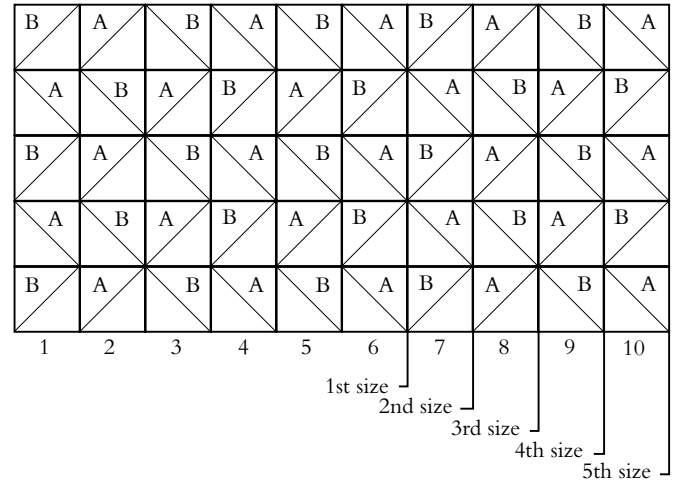 B A B A B A B A B A
A B A B A B A B A B
B A B A B A B A B A
A B A B A B A B A B
B A B A B A B A B A
1 2 3 4 5 6 7 8 9 10
1st size
2nd size
3rd size
4th size
5th size